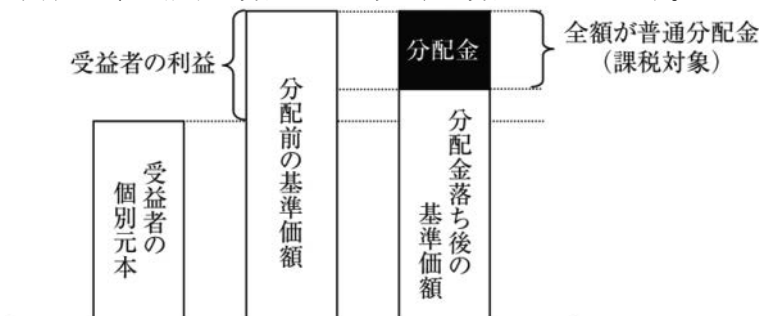 受益者の利益
分配金
全額が普通分配金
（課税対象）
受益者の
個別元本
分配前の基準価額
分配金落ち後の
基準価額